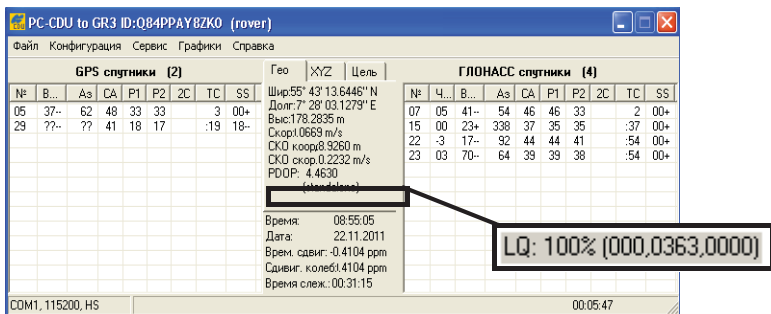 PC-CDU to GR3 ID:Q84PPAY8ZK0 (rover)
Файл Конфигурация Сервис Графики Справка
GPS спутники (2)
№ В... Аз CA P1 P2 2C TC SS
05 37-- 62 48 33 33 3 00+
29 ??-- ?? 41 18 17 :19 18--
Гео XYZ Цель
Шир:55° 43' 13.6446" N
Долг:7° 28' 03.1279" E
Выс:178.2835 m
Скор:1.0669 m/s
СКО коорд8.9260 m
СКО скор.0.2232 m/s
PDOP: 4.4630
(standalone)
Время: 08:55:05
Дата: 22.11.2011
Врем. сдвиг: -0.4104 ppm
Сдивиг. колеб:1.4104 ppm
Время слеж.:00:31:15
ГЛОНАСС спутники (4)
№ Ч... В... Аз CA P1 P2 2C TC SS
07 05 41-- 54 46 46 33 2 00+
15 00 23+ 338 37 35 35 :37 00+
22 -3 17-- 92 44 44 41 :54 00+
23 03 70-- 64 39 39 38 :54 00+
LQ: 100% (000,0363,0000)
COM1, 115200, HS
00:05:47